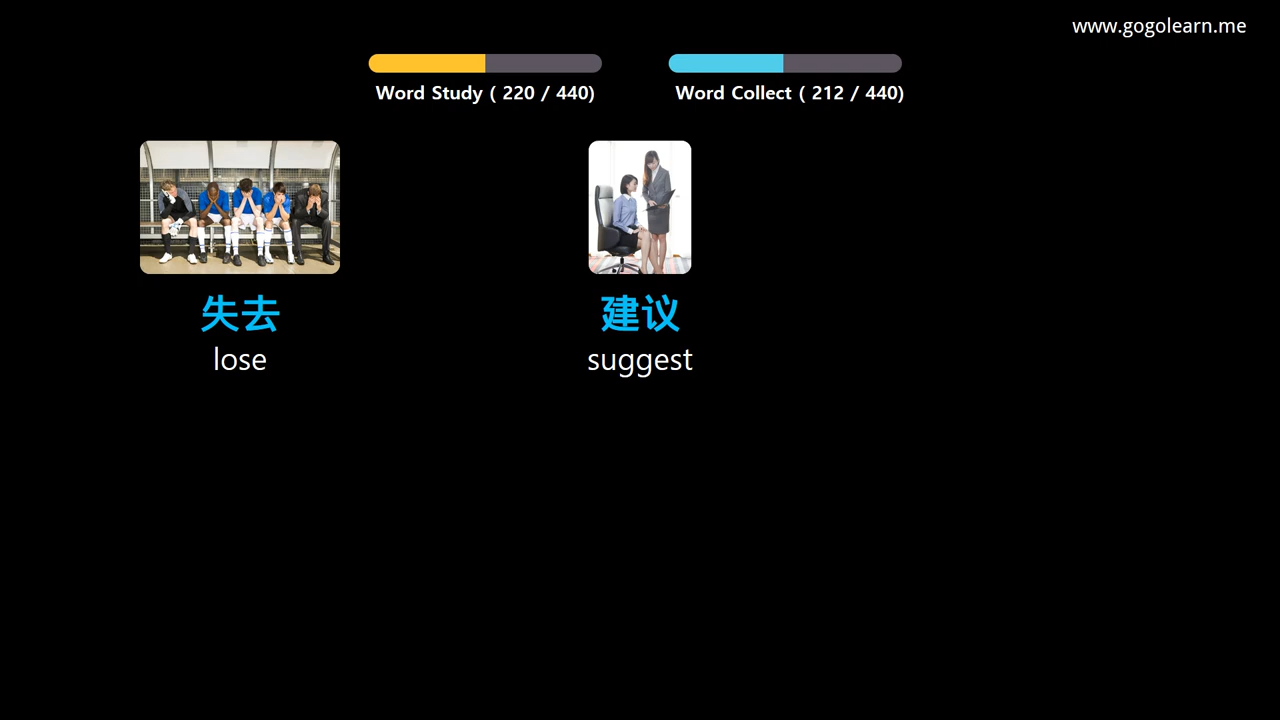 www.gogolearn.me
Word Study ( 220 / 440)
Word Collect ( 212 / 440)
失去
lose
建议
suggest